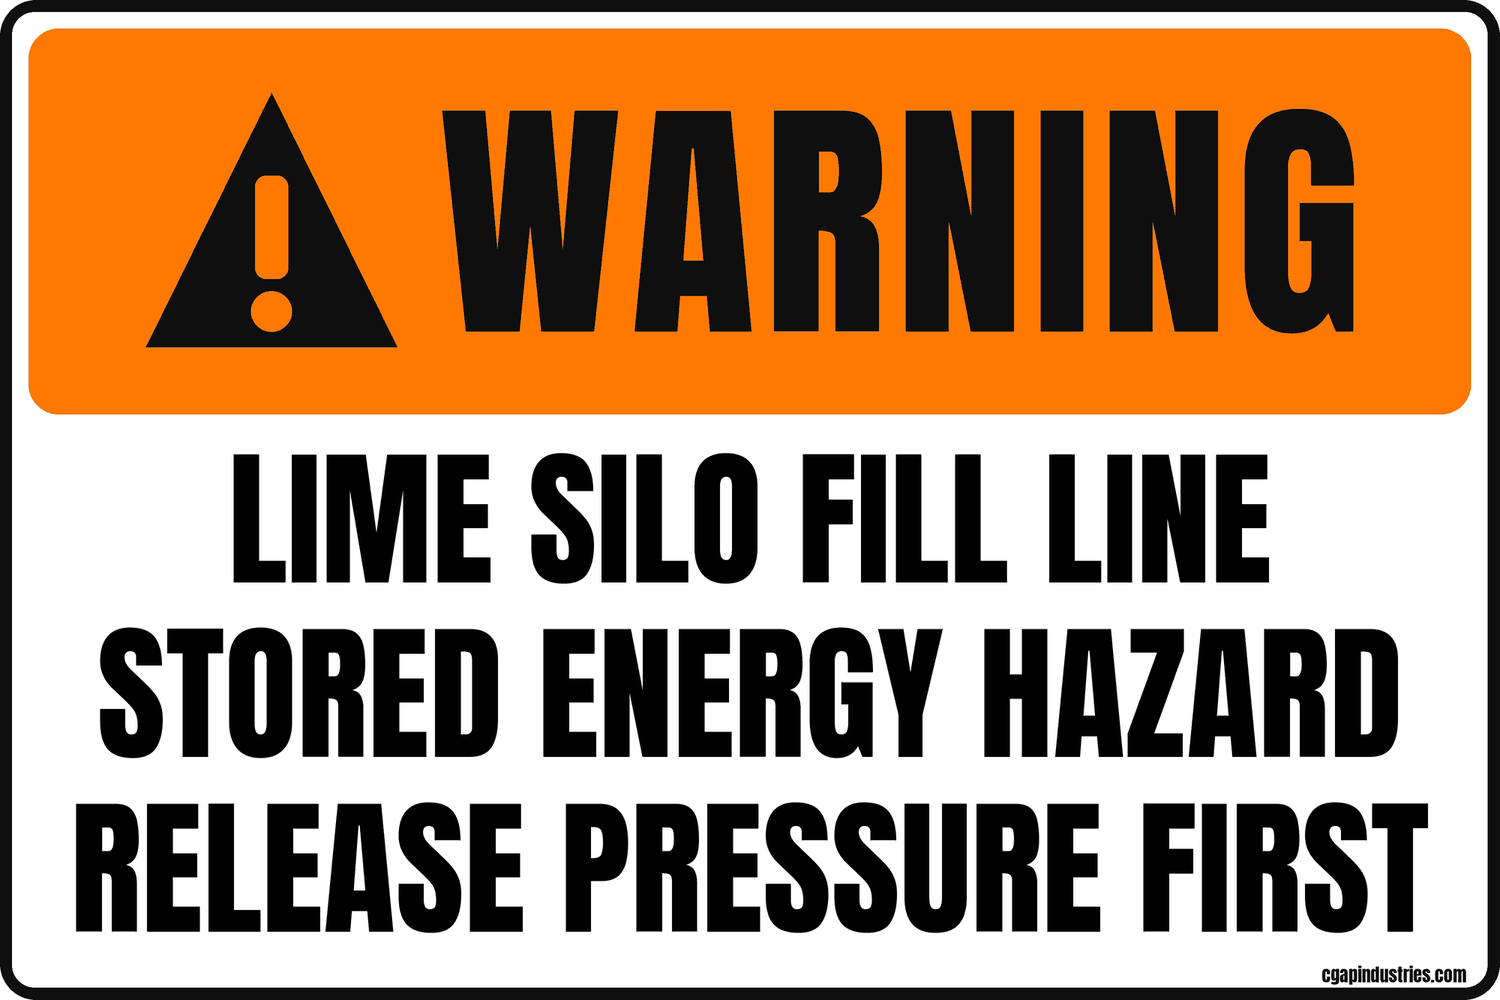 WARNING
LIME SILO FILL LINE
STORED ENERGY HAZARD
RELEASE PRESSURE FIRST
cgapindustries.com